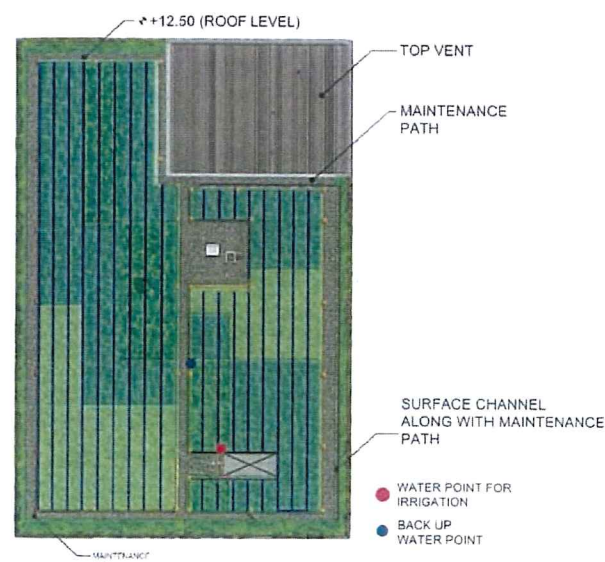 +12.50 (ROOF LEVEL)
TOP VENT
MAINTENANCE
PATH
SURFACE CHANNEL
ALONG WITH MAINTENANCE
PATH
WATER POINT FOR
IRRIGATION
BACK UP
WATER POINT
MAINTENANCE